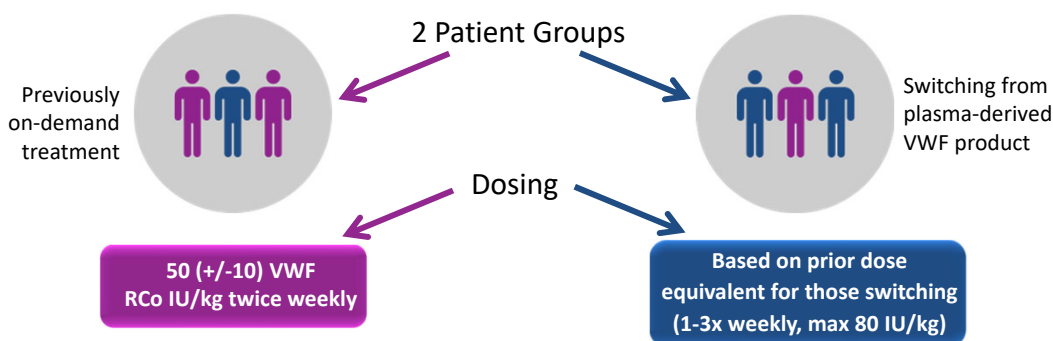 2 Patient Groups
Previously
on-demand
treatment
Switching from
plasma-derived
VWF product
Dosing
50 (+/-10) VWF
RCo IU/kg twice weekly
Based on prior dose
equivalent for those switching
(1-3x weekly, max 80 IU/kg)